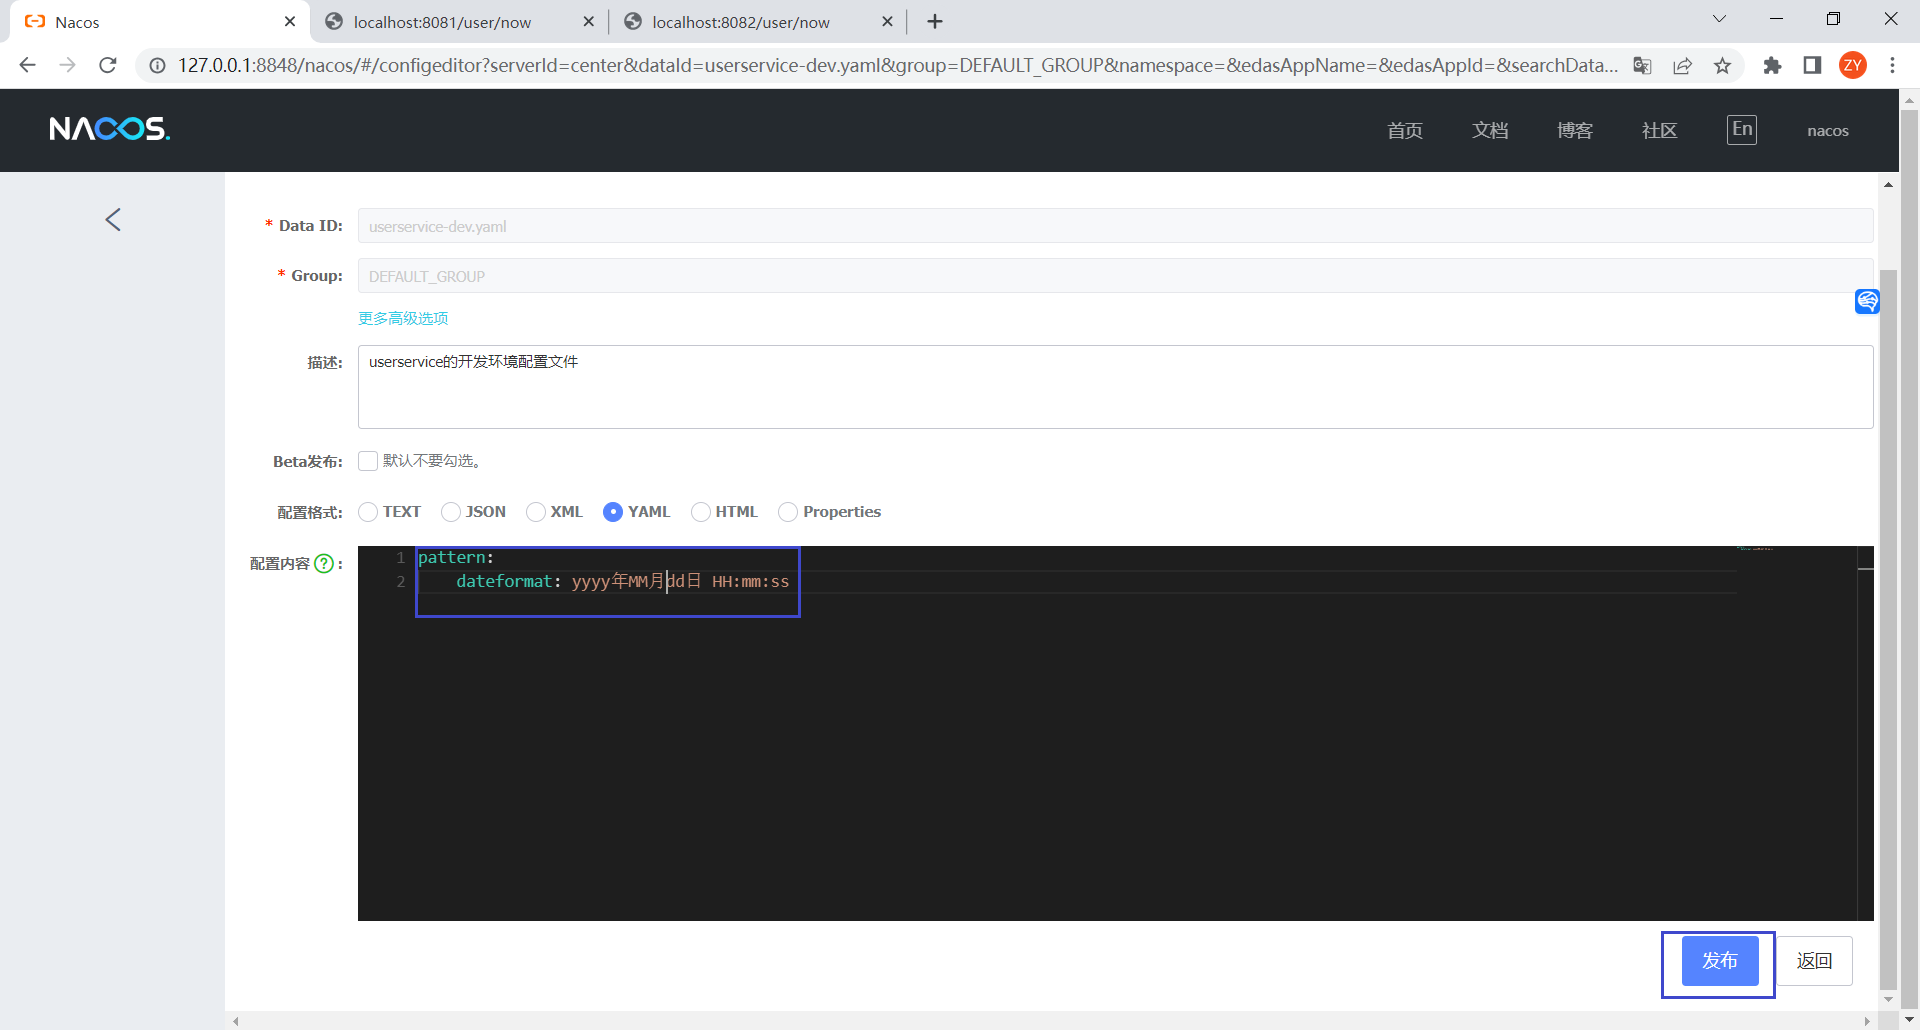 Nacos
localhost:8081/user/now
localhost:8082/user/now
127.0.0.1:8848/nacos/#/configeditor?serverId=center&dataId=userservice-dev.yaml&group=DEFAULT_GROUP&namespace=&edasAppName=&edasAppId=&searchData...
ZY
NACOS.
首页
文档
博客
社区
En
nacos
* Data ID: userservice-dev.yaml
* Group: DEFAULT_GROUP
更多高级选项
描述: userservice的开发环境配置文件
Beta发布: 默认不要勾选。
配置格式: TEXT JSON XML YAML HTML Properties
配置内容 ? :
1 pattern:
2 dateformat: yyyy年MM月dd日 HH:mm:ss
发布
返回